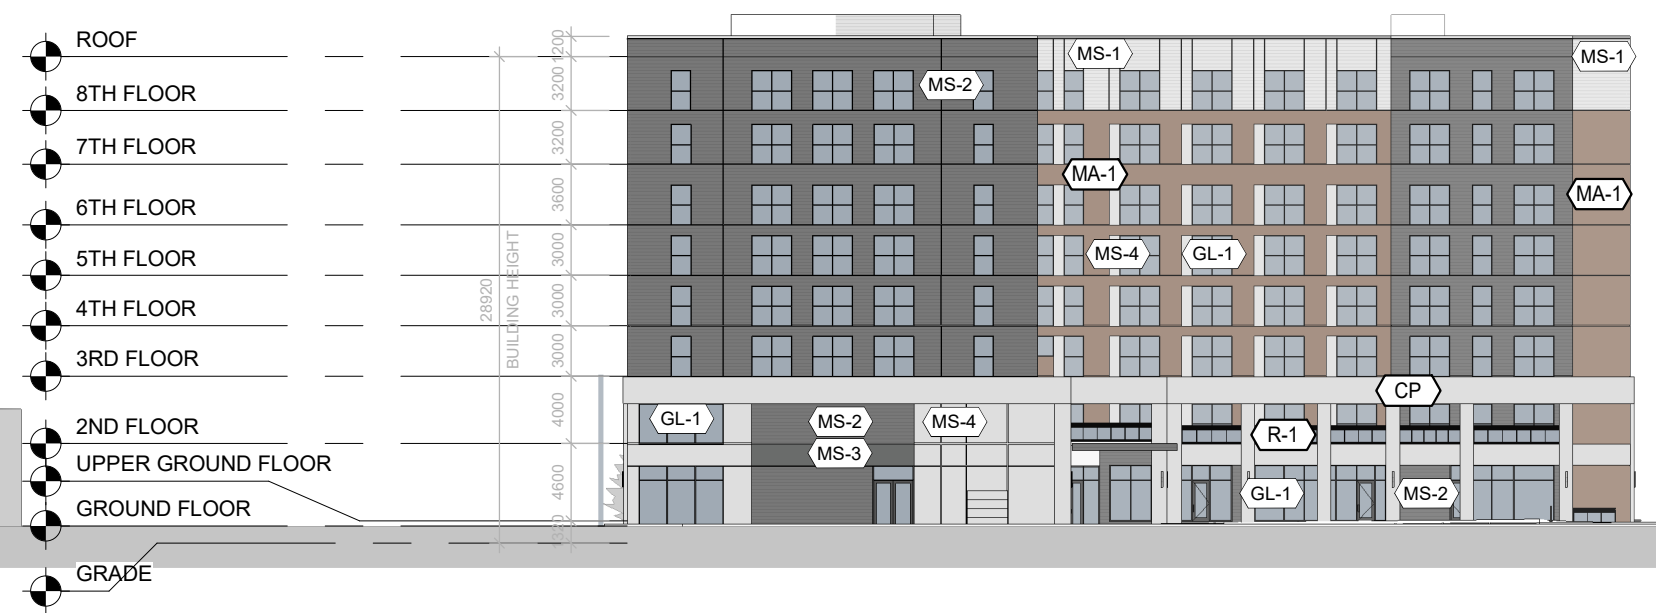 ROOF
8TH FLOOR
7TH FLOOR
6TH FLOOR
5TH FLOOR
4TH FLOOR
3RD FLOOR
2ND FLOOR
UPPER GROUND FLOOR
GROUND FLOOR
GRADE
28920
BUILDING HEIGHT
1200
3200
3200
3600
3000
3000
3000
4000
4600
MS-1
MS-1
MS-2
MA-1
MA-1
MS-4
GL-1
CP
GL-1
MS-2
MS-4
R-1
MS-3
GL-1
MS-2